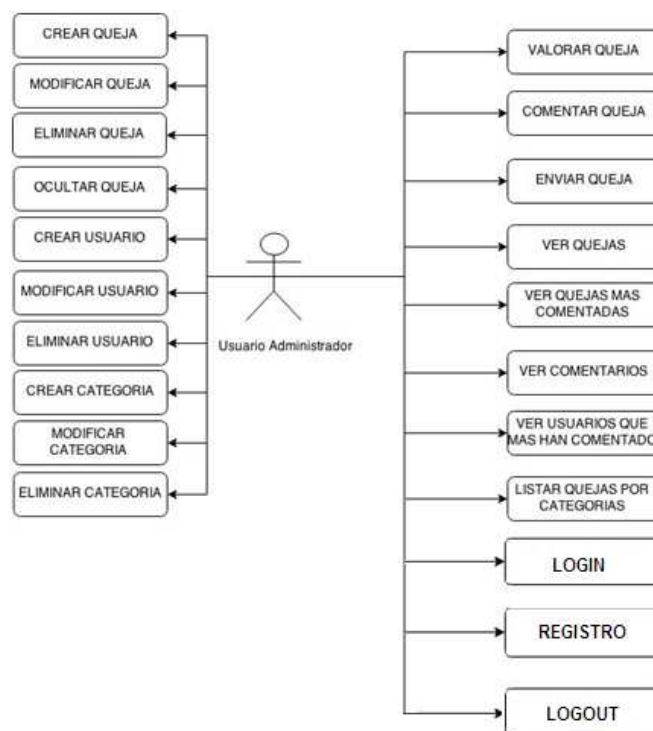 CREAR QUEJA
MODIFICAR QUEJA
ELIMINAR QUEJA
OCULTAR QUEJA
CREAR USUARIO
MODIFICAR USUARIO
ELIMINAR USUARIO
CREAR CATEGORIA
MODIFICAR
CATEGORIA
ELIMINAR CATEGORIA
Usuario Administrador
VALORAR QUEJA
COMENTAR QUEJA
ENVIAR QUEJA
VER QUEJAS
VER QUEJAS MAS
COMENTADAS
VER COMENTARIOS
VER USUARIOS QUE
MAS HAN COMENTADO
LISTAR QUEJAS POR
CATEGORIAS
LOGIN
REGISTRO
LOGOUT